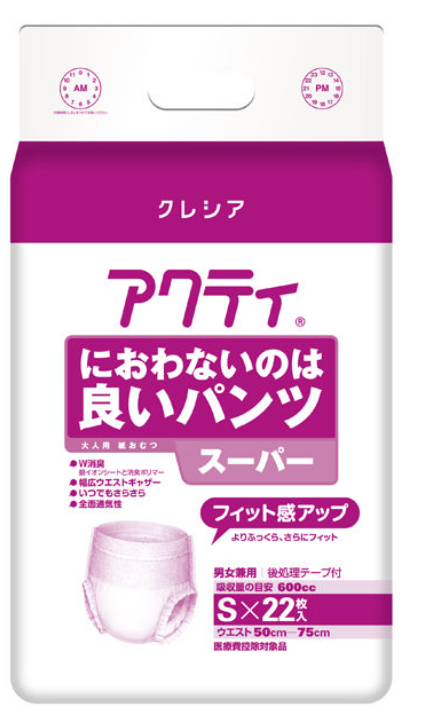 AM
PM
クレシア
アクティ®
においわないのは
良いパンツ
大人用 紙おむつ
スーパー
●W消臭
銀イオンシートと消臭ポリマー
●幅広ウエストギャザー
●いつでもさらさら
●全面通気性
フィット感アップ
よりふっくら、さらにフィット
男女兼用 後処理テープ付
吸収量の目安 600cc
S×22枚入
ウエスト50cm—75cm
医療費控除対象品